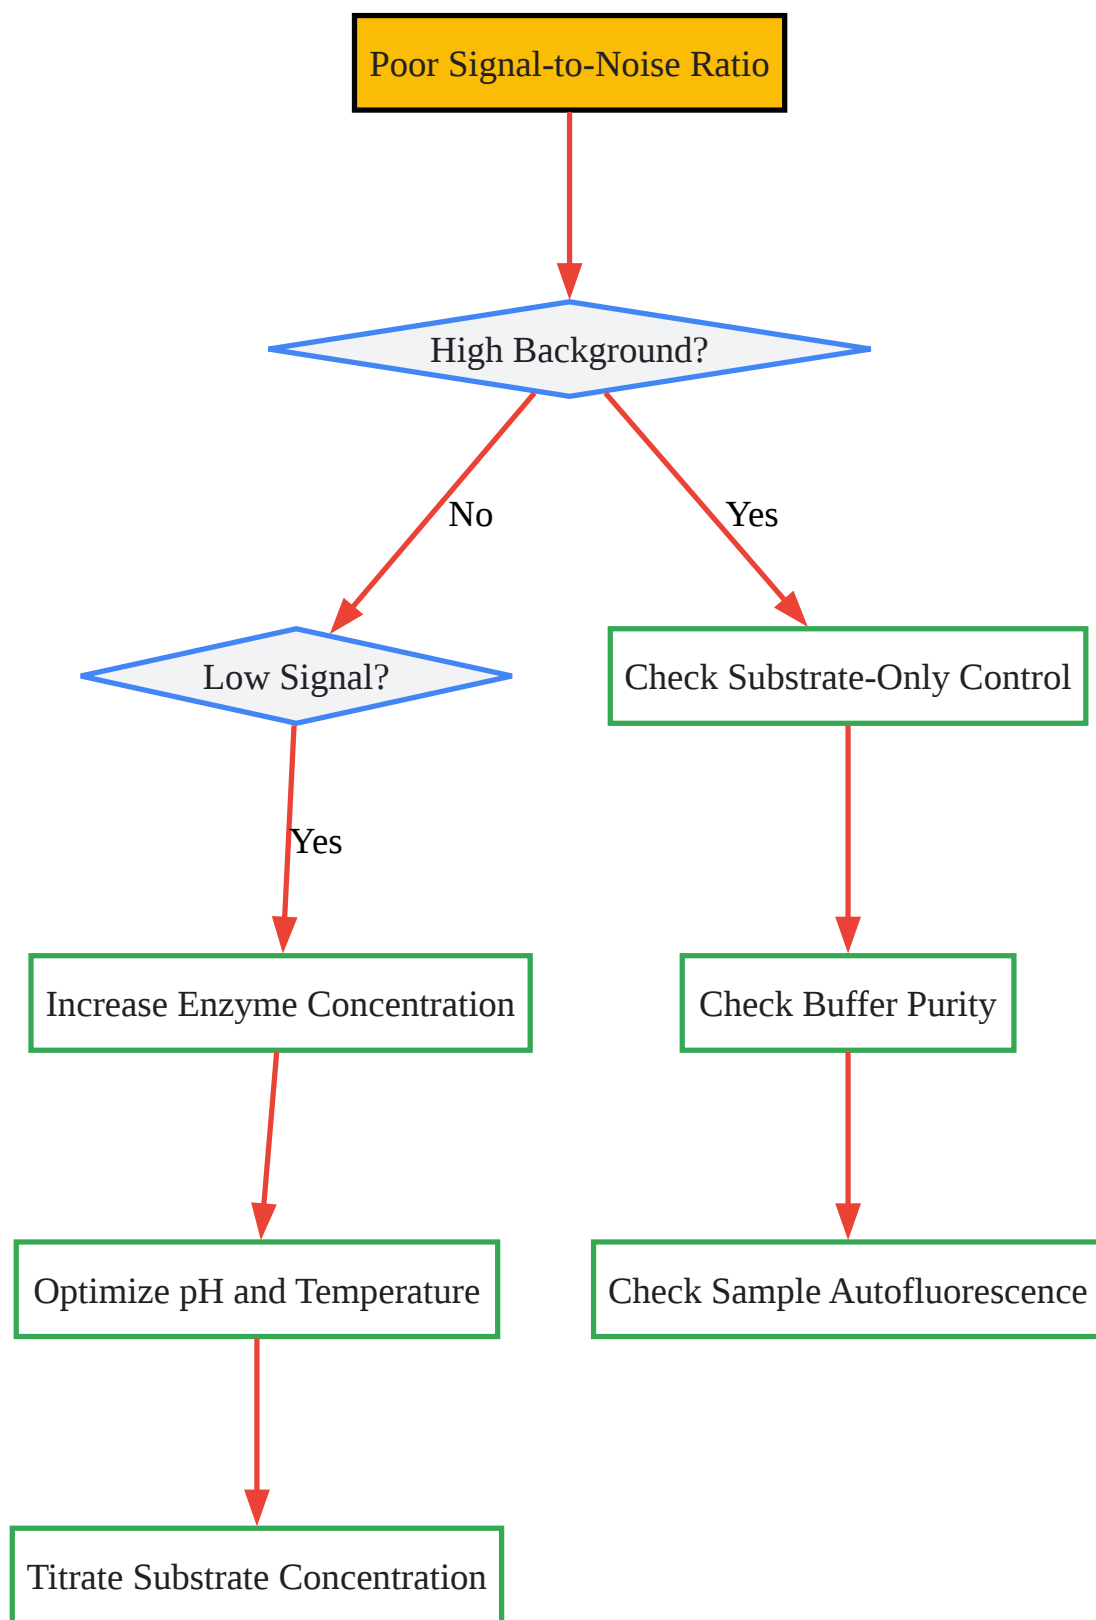 Poor Signal-to-Noise Ratio
High Background?
No
Yes
Low Signal?
Check Substrate-Only Control
Yes
Increase Enzyme Concentration
Check Buffer Purity
Optimize pH and Temperature
Check Sample Autofluorescence
Titrate Substrate Concentration